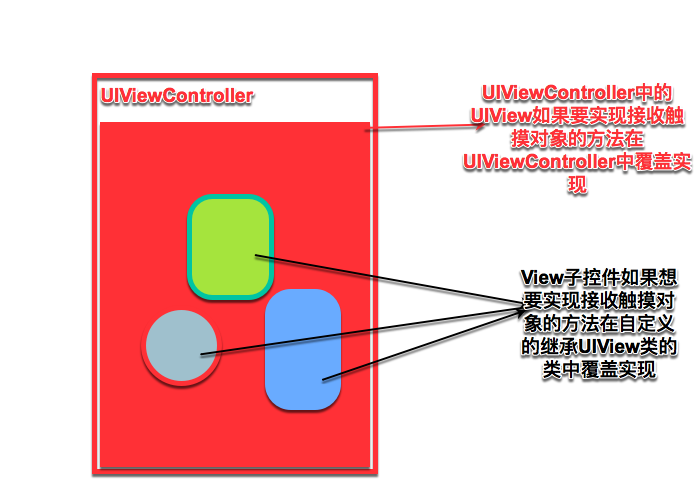 UIViewController
UIViewController中的
UIView如果要实现接收触
摸对象的方法在
UIViewController中覆盖实
现
View子控件如果想
要实现接收触摸对
象的方法在自定义
的继承UIView类的
类中覆盖实现